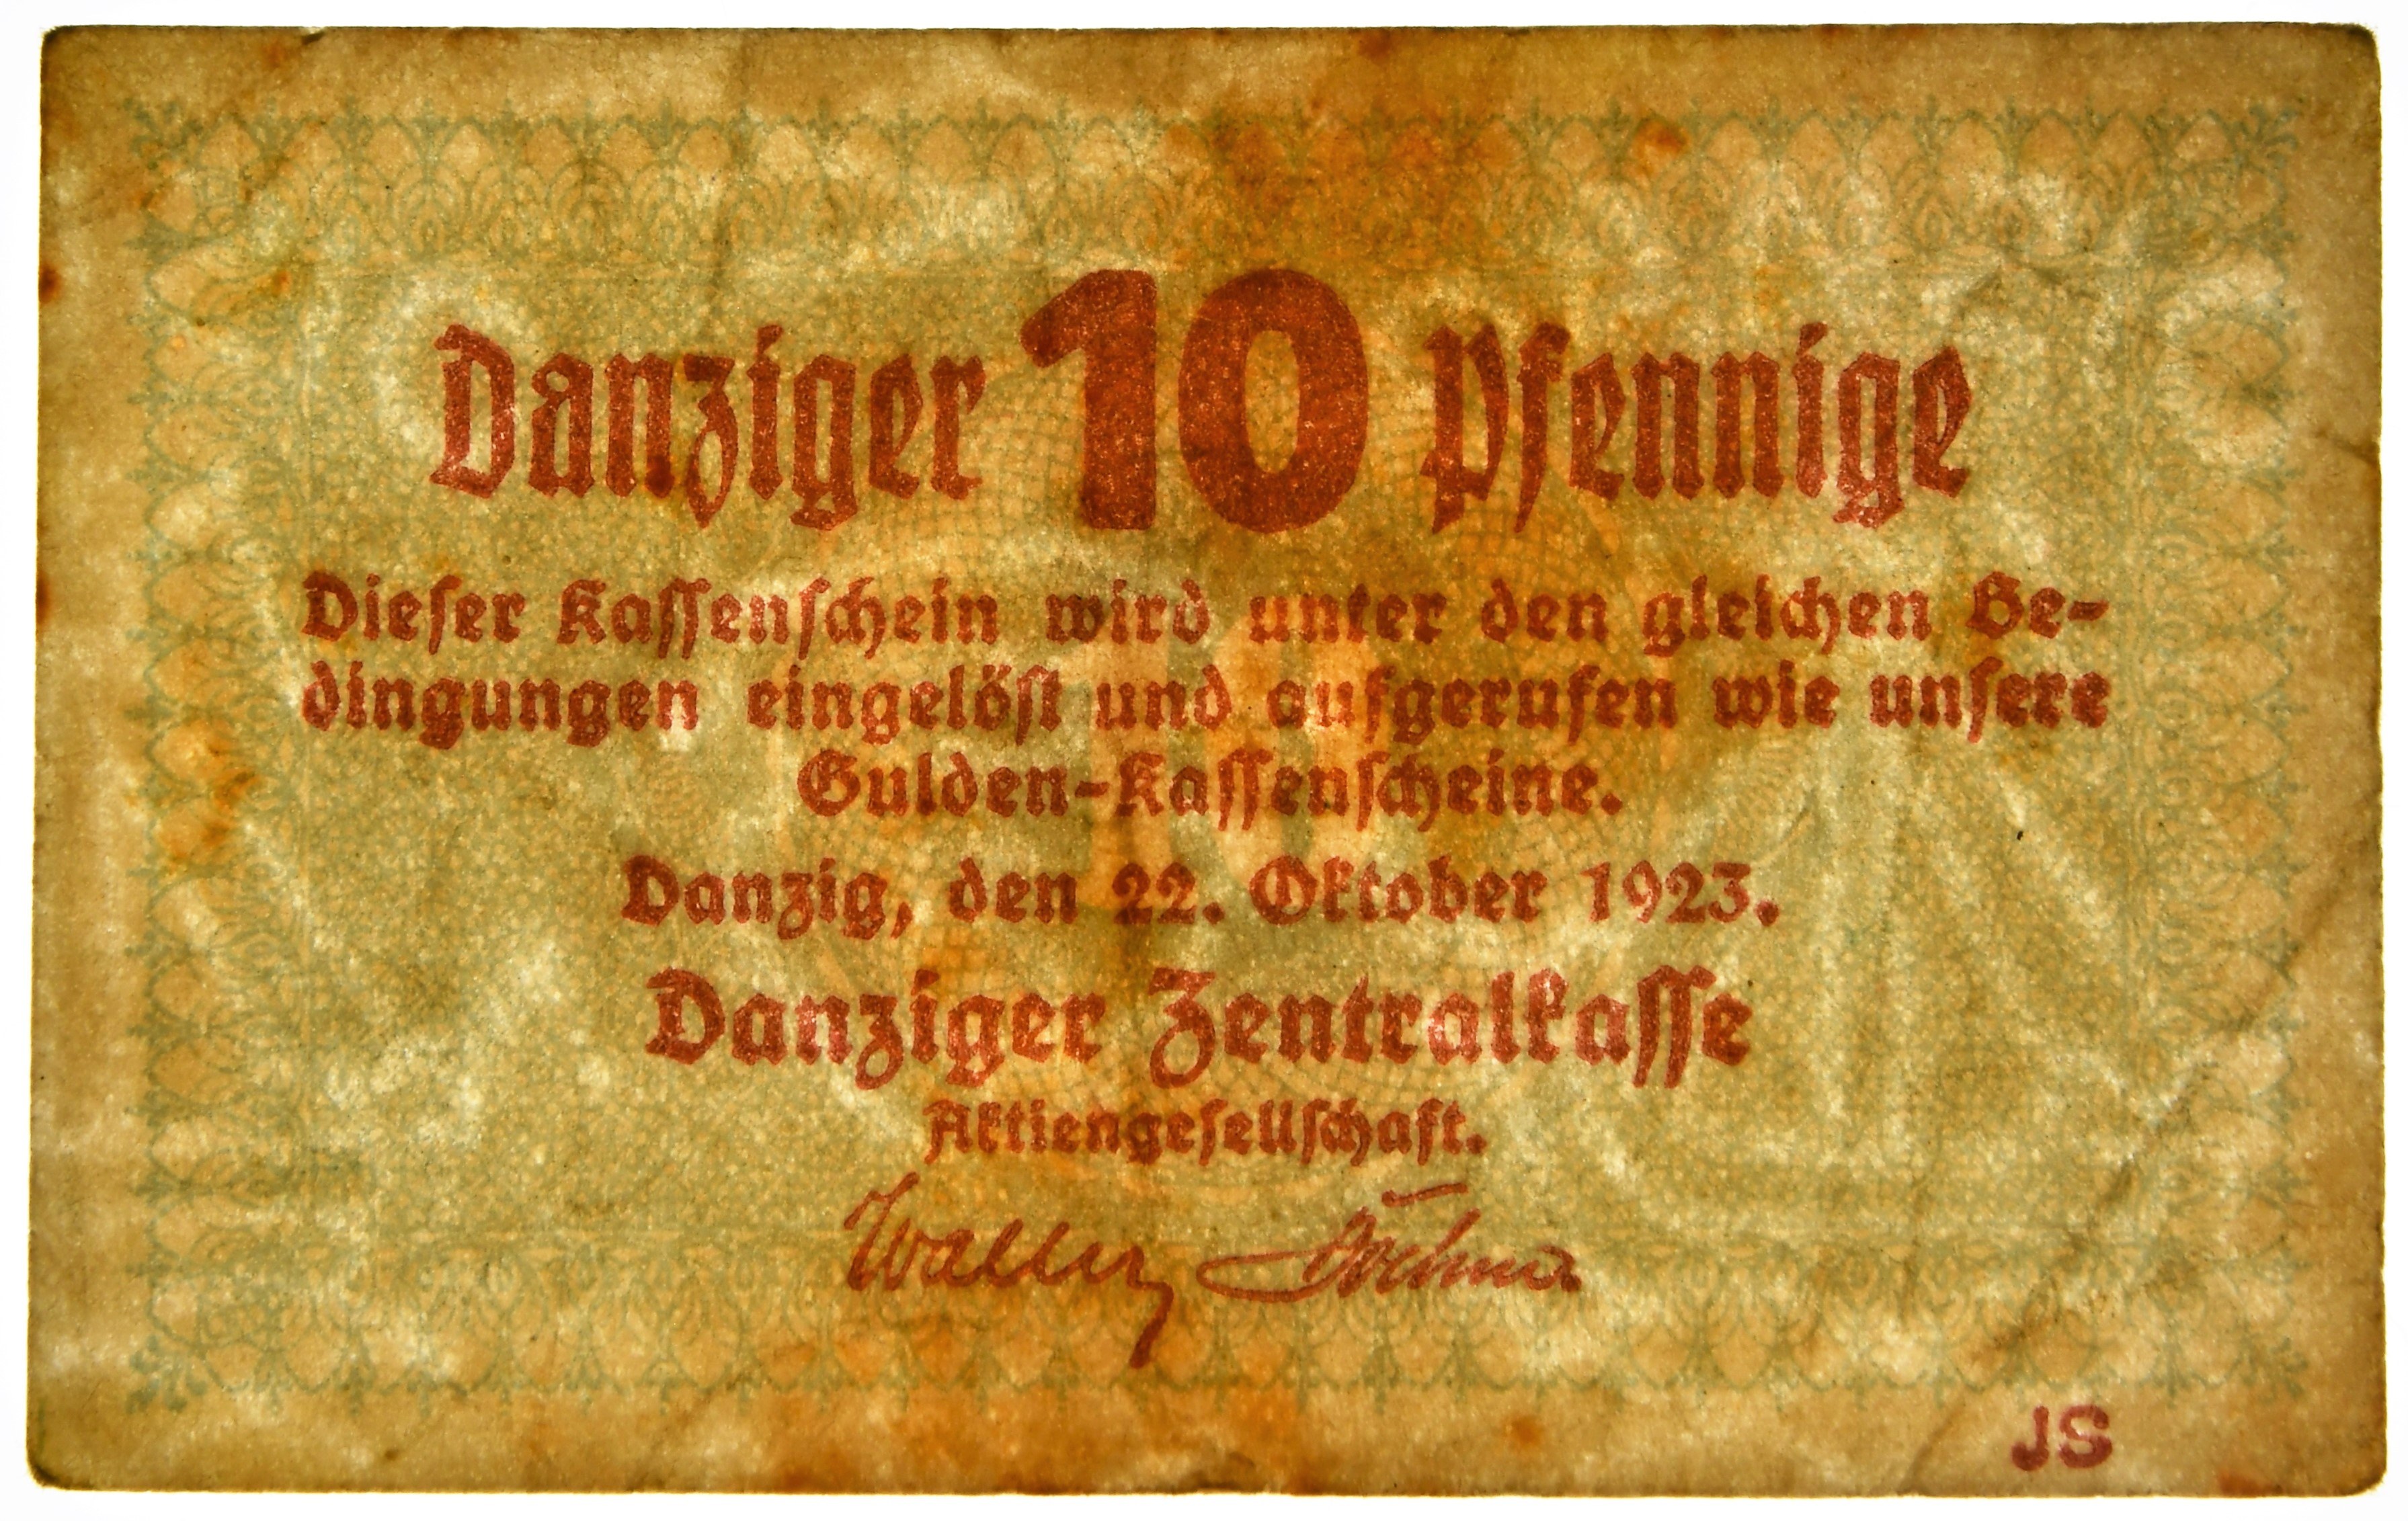 Danziger 10 Pfennige
Dieser Kassenschein wird unter den gleichen Be-
dingungen eingelöst und aufgerufen wie unsere
Gulden-Kassenscheine.
Danzig, den 22. Oktober 1923.
Danziger Zentralkasse
Aktiengesellschaft.
10
JS